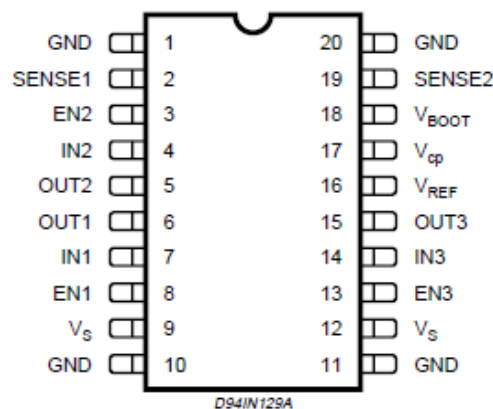 GND 1 20 GND
SENSE1 2 19 SENSE2
EN2 3 18 VBOOT
IN2 4 17 Vcp
OUT2 5 16 VREF
OUT1 6 15 OUT3
IN1 7 14 IN3
EN1 8 13 EN3
VS 9 12 VS
GND 10 11 GND
D94IN129A